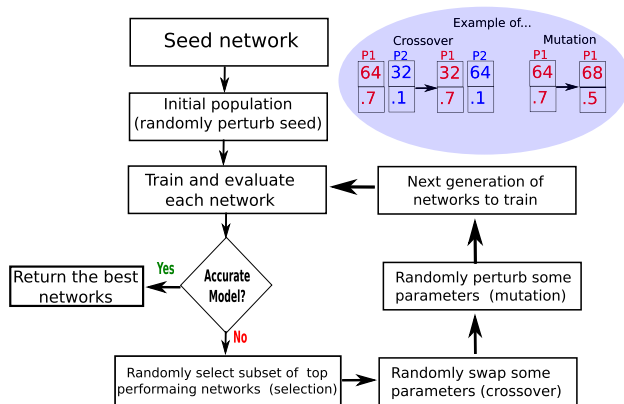 Seed network
Example of...
Crossover
Mutation
P1 P2 P1 P2 P1 P1
64 32 32 64 64 68
.7 .1 .7 .1 .7 .5
Initial population
(randomly perturb seed)
Train and evaluate
each network
Next generation of
networks to train
Accurate
Model?
Yes
Return the best
networks
No
Randomly perturb some
parameters (mutation)
Randomly select subset of top
performaing networks (selection)
Randomly swap some
parameters (crossover)